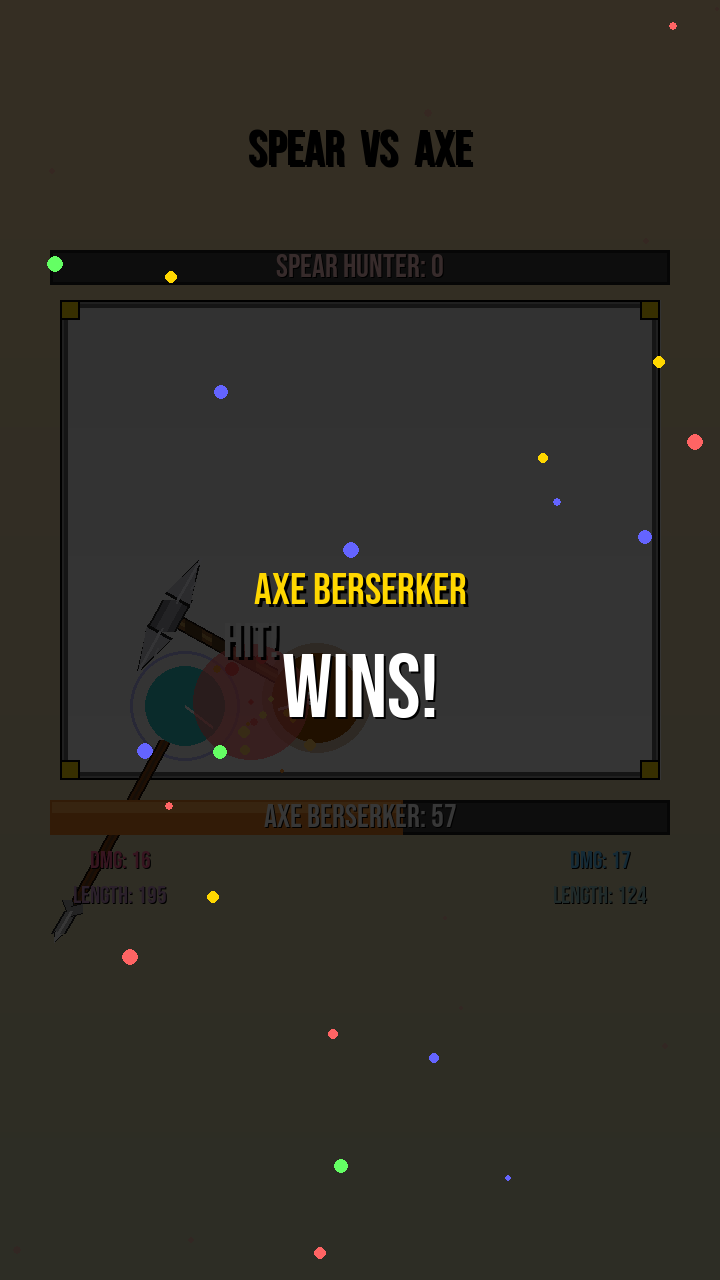 SPEAR VS AXE
SPEAR HUNTER: 0
AXE BERSERKER
HIT!
WINS!
AXE BERSERKER: 57
DMG: 16
DMG: 17
LENGTH: 195
LENGTH: 124